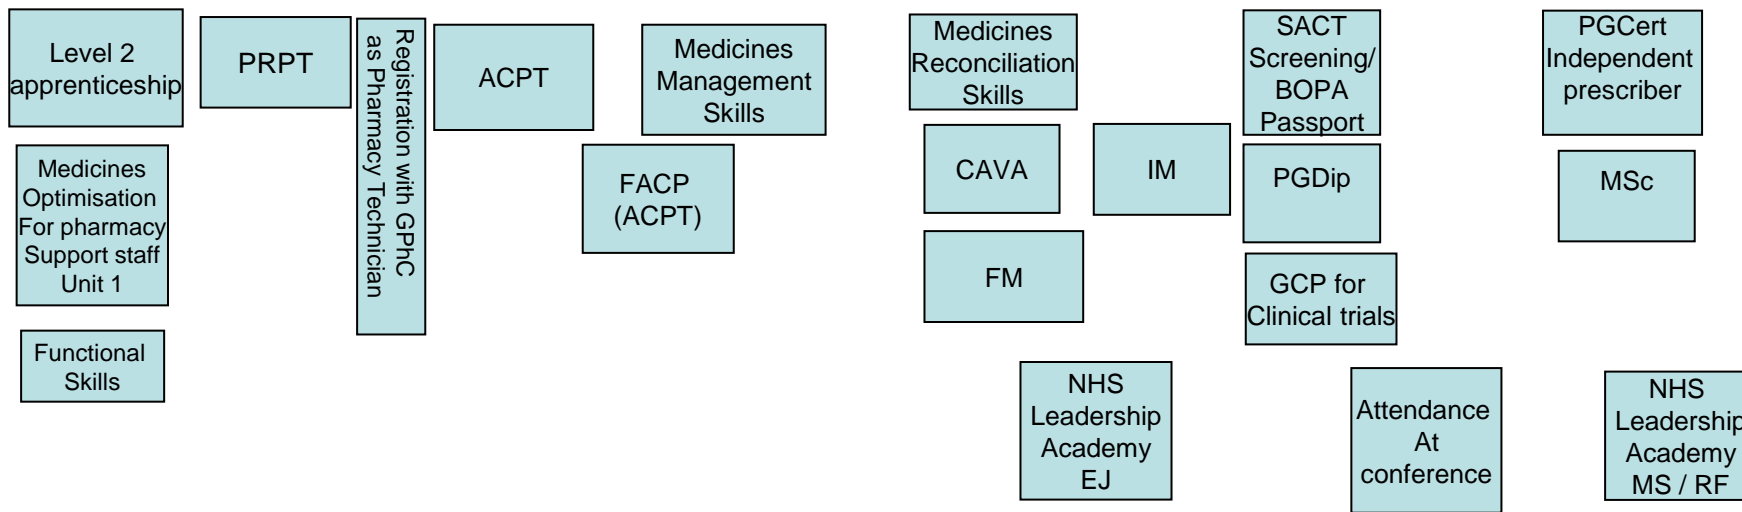 Level 2
apprenticeship
PRPT
Registration with GPhC
as Pharmacy Technician
ACPT
Medicines
Management
Skills
Medicines
Reconciliation
Skills
SACT
Screening/
BOPA
Passport
PGCert
Independent
prescriber
Medicines
Optimisation
For pharmacy
Support staff
Unit 1
FACP
(ACPT)
CAVA
IM
PGDip
MSc
FM
GCP for
Clinical trials
Functional
Skills
NHS
Leadership
Academy
EJ
Attendance
At
conference
NHS
Leadership
Academy
MS / RF